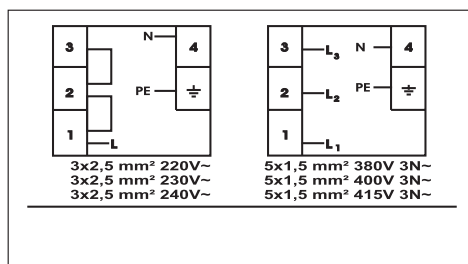 3 N 4
2 PE
1 L
3x2,5 mm² 220V~
3x2,5 mm² 230V~
3x2,5 mm² 240V~
3 L3 N 4
2 L2 PE
1 L1
5x1,5 mm² 380V 3N~
5x1,5 mm² 400V 3N~
5x1,5 mm² 415V 3N~